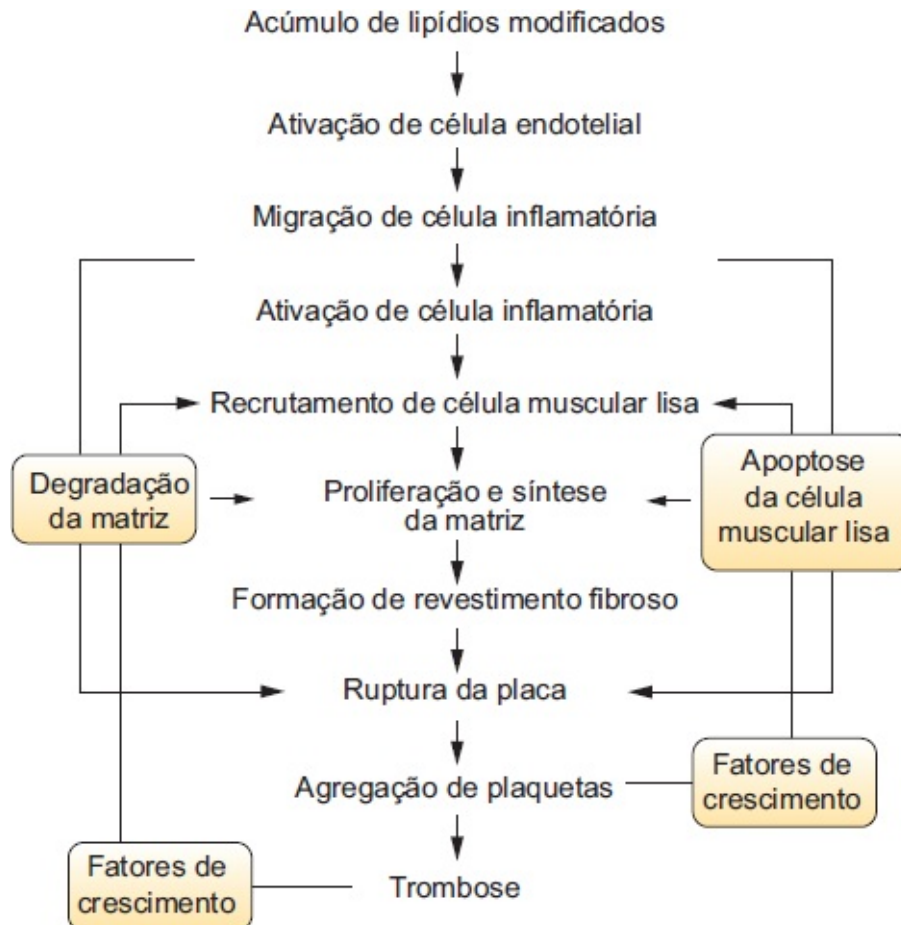 Acúmulo de lipídios modificados
Ativação de célula endotelial
Migração de célula inflamatória
Ativação de célula inflamatória
Recrutamento de célula muscular lisa
Degradação
da matriz
Proliferação e síntese
da matriz
Apoptose
da célula
muscular lisa
Formação de revestimento fibroso
Ruptura da placa
Agregação de plaquetas
Fatores de
crescimento
Fatores de
crescimento
Trombose